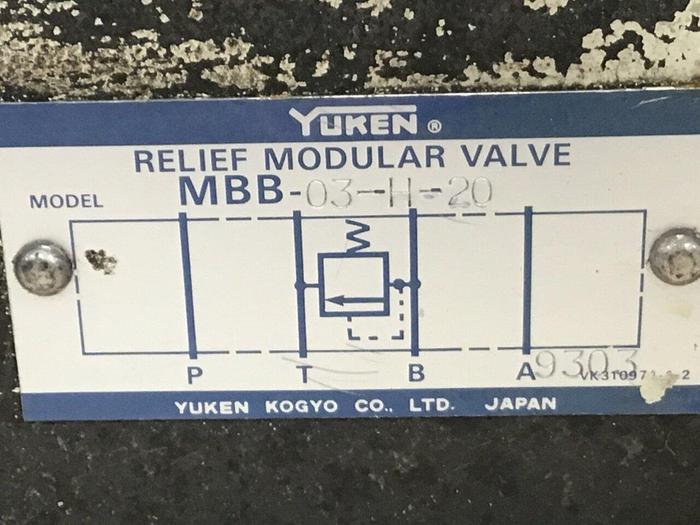 YUKEN ®
RELIEF MODULAR VALVE
MODEL MBB-03-H-20
P T B A 9303
YUKEN KOGYO CO., LTD. JAPAN